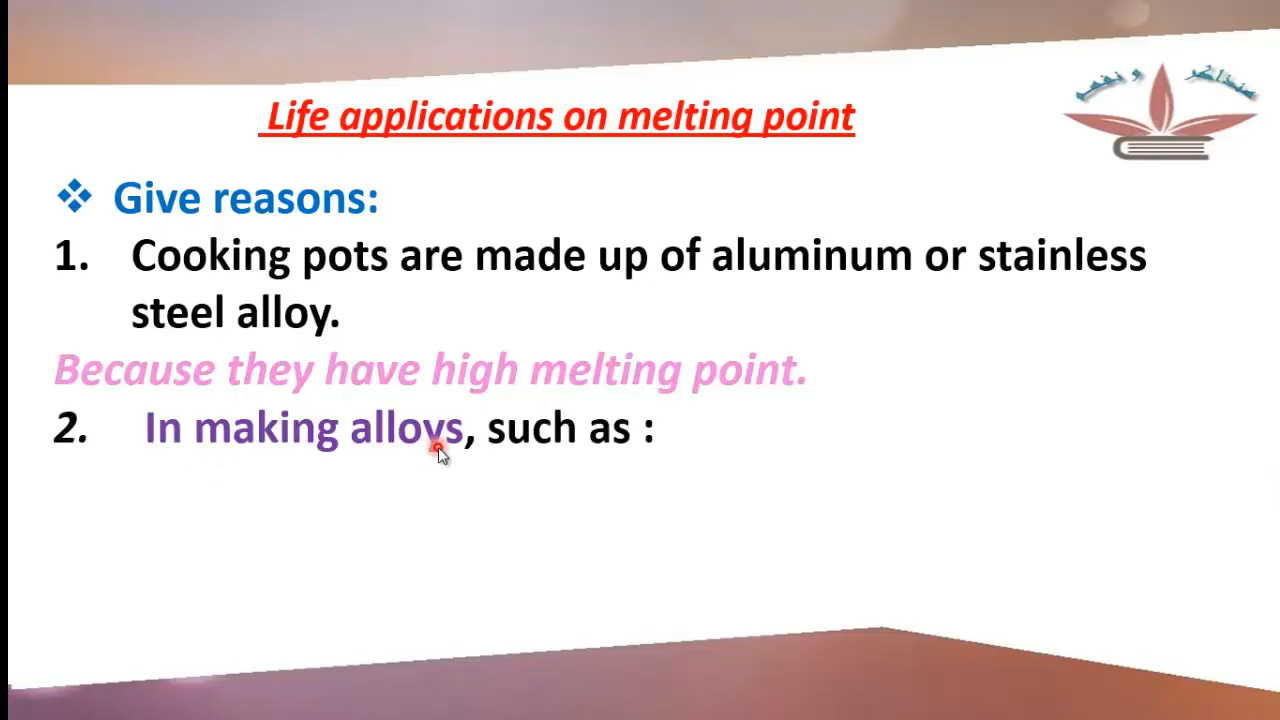 Life applications on melting point
❖ Give reasons:
1. Cooking pots are made up of aluminum or stainless
steel alloy.
Because they have high melting point.
2. In making alloys, such as :